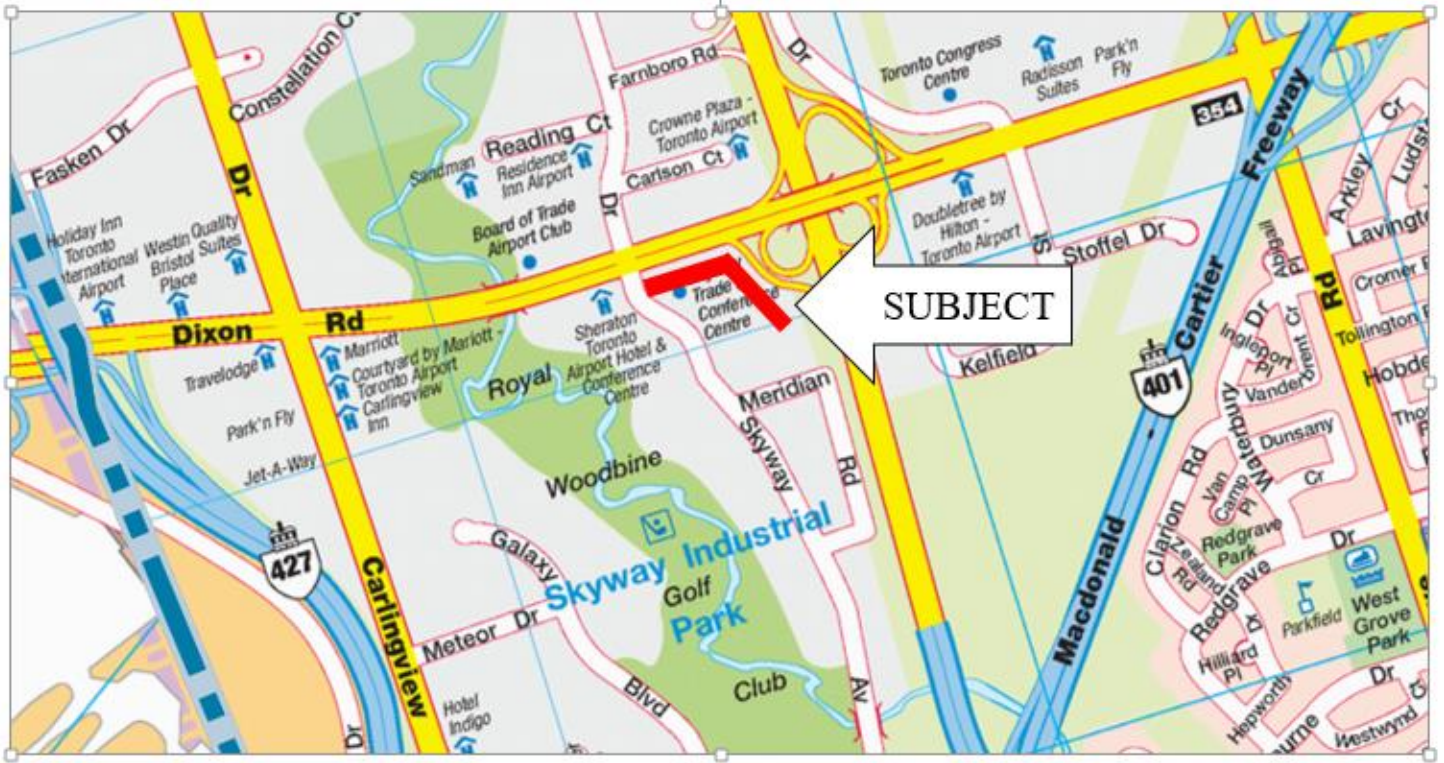 Constellation Ct
Fasken Dr
Dr
Farnboro Rd
Dr
Toronto Congress
Centre
Radisson
Suites
Park'n
Fly
354
Freeway
Cr
Arkley
Reading Ct
Crowne Plaza -
Toronto Airport
Sandman
Residence
Inn Airport
Carlson Ct
Dr
Board of Trade
Airport Club
Doubletree by
Hilton -
Toronto Airport
Stoffel Dr
Holiday Inn
Toronto
Airport
Westin
Bristol
Place
Quality
Suites
Abigail
Pl
Cromer
Rd
Cartier
Trade
Conference
Centre
SUBJECT
Dixon
Rd
Travelodge
Marriott
Courtyard by Marriott -
Toronto Airport
Carlingview
Inn
Sheraton
Toronto
Airport Hotel &
Conference
Centre
Royal
Meridian
Rd
Kelfield
401
Ingleport
Pl
Dr
Brent Cr
Park'n Fly
Jet-A-Way
Woodbine
Skyway
Waterbury
Dunsany
Cr
Van
Camp
Pl
Clarion
Rd
Redgrave
Park
Zealand
Rd
Redgrave
Dr
427
Carlingview
Galaxy
Skyway Industrial
Park
Golf
Club
Meteor Dr
Blvd
Av
Macdonald
Parkfield
West
Grove
Park
Hilliard
Pl
Dr
Dr
Hotel
Indigo
Dr
Hepworth
Westwynd Ct